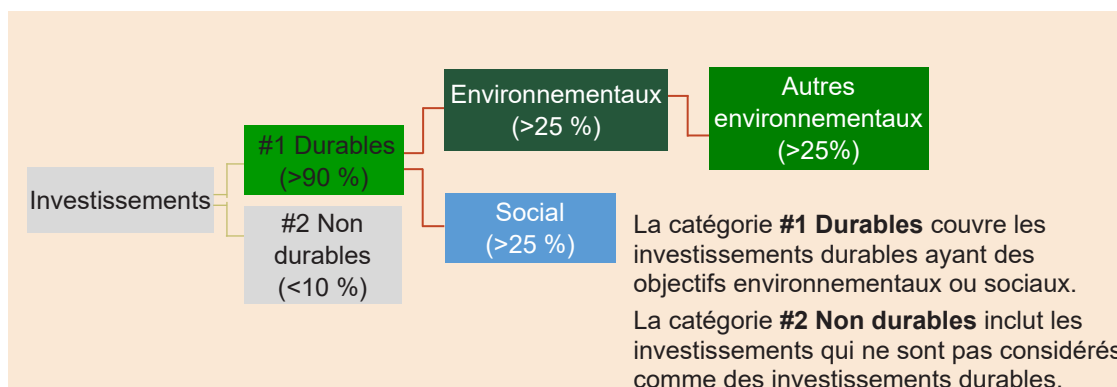 Investissements
#1 Durables
(>90 %)
#2 Non
durables
(<10 %)
Environnementaux
(>25 %)
Social
(>25 %)
Autres
environnementaux
(>25%)
La catégorie #1 Durables couvre les
investissements durables ayant des
objectifs environnementaux ou sociaux.
La catégorie #2 Non durables inclut les
investissements qui ne sont pas considérés
comme des investissements durables.